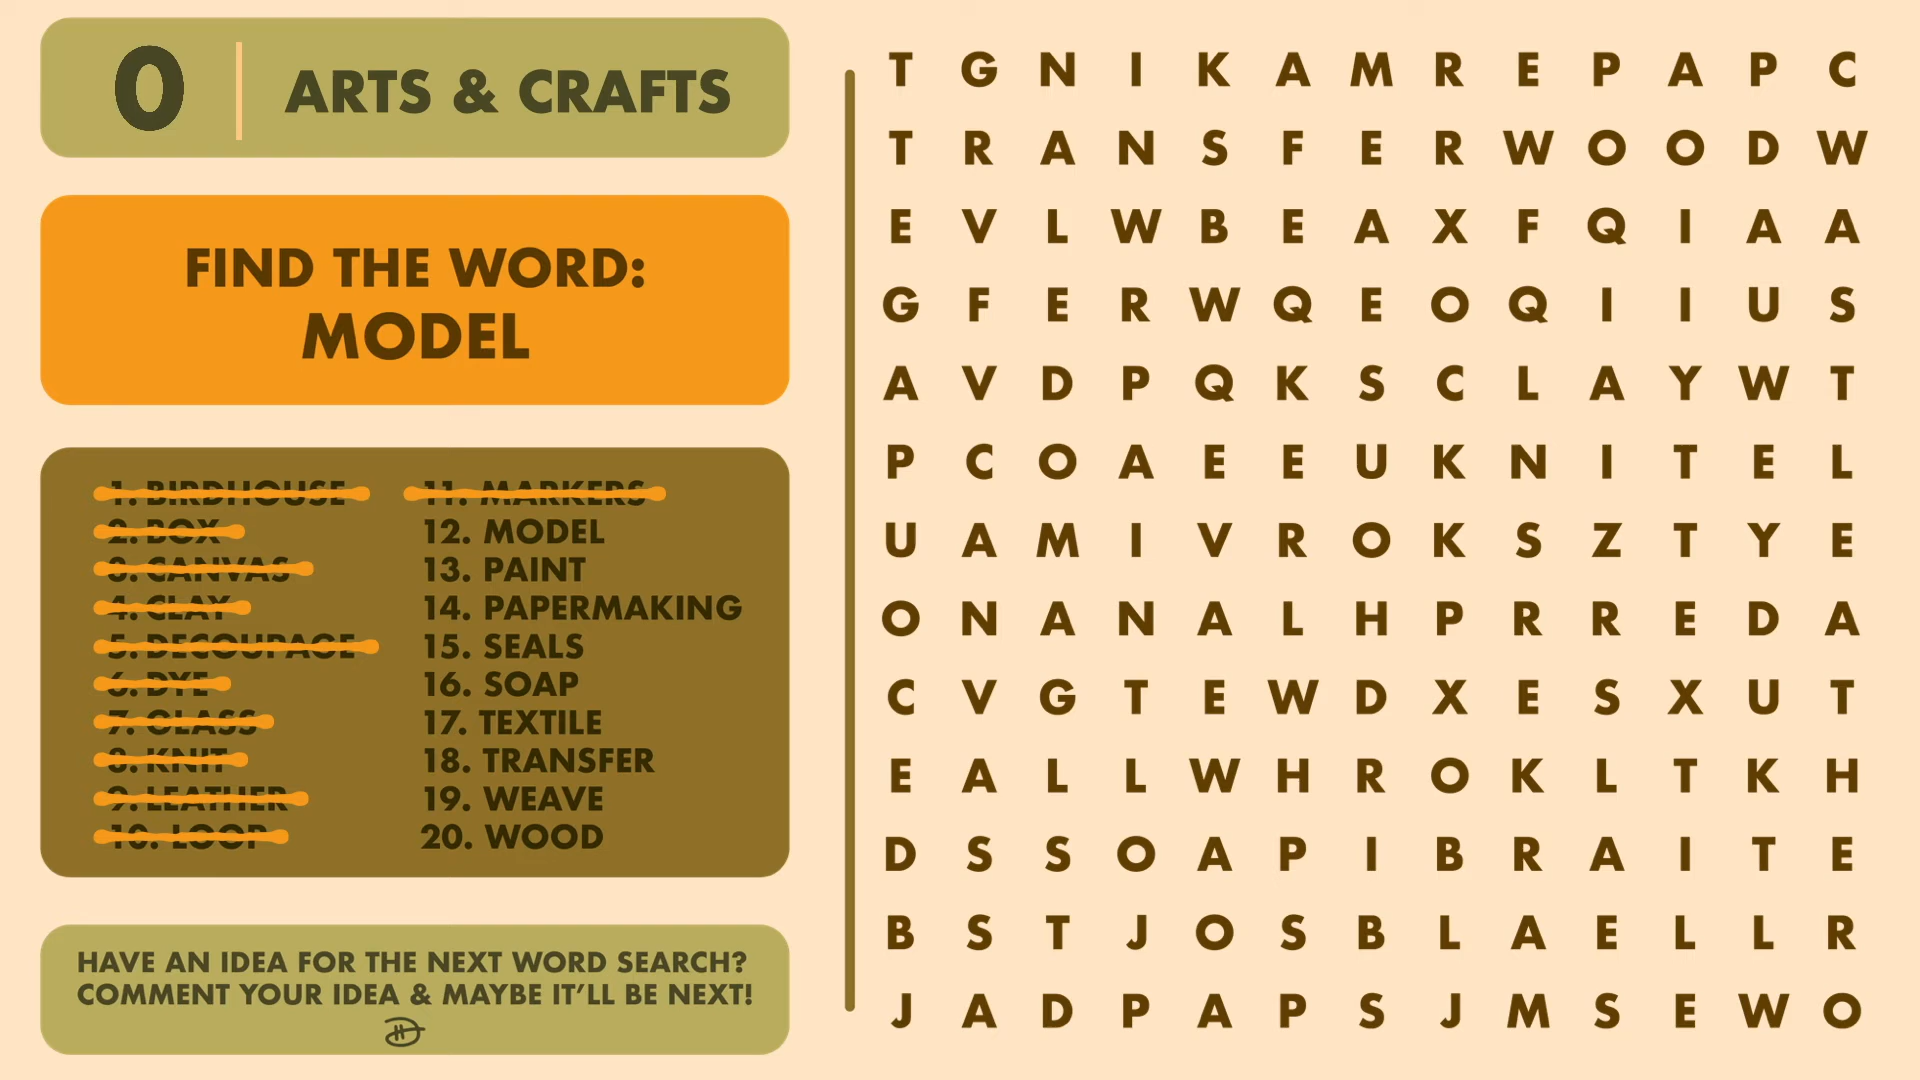 0 ARTS & CRAFTS
FIND THE WORD:
MODEL
1. BIRDHOUSE
2. BOX
3. CANVAS
4. CLAY
5. DECOUPAGE
6. DYE
7. GLASS
8. KNIT
9. LEATHER
10. LOOP
11. MARKERS
12. MODEL
13. PAINT
14. PAPERMAKING
15. SEALS
16. SOAP
17. TEXTILE
18. TRANSFER
19. WEAVE
20. WOOD
HAVE AN IDEA FOR THE NEXT WORD SEARCH?
COMMENT YOUR IDEA & MAYBE IT'LL BE NEXT!
T G N I K A M R E P A P C
T R A N S F E R W O O D W
E V L W B E A X F Q I A A
G F E R W Q E O Q I I U S
A V D P Q K S C L A Y W T
P C O A E E U K N I T E L
U A M I V R O K S Z T Y E
O N A N A L H P R R E D A
C V G T E W D X E S X U T
E A L L W H R O K L T K H
D S S O A P I B R A I T E
B S T J O S B L A E L L R
J A D P A P S J M S E W O